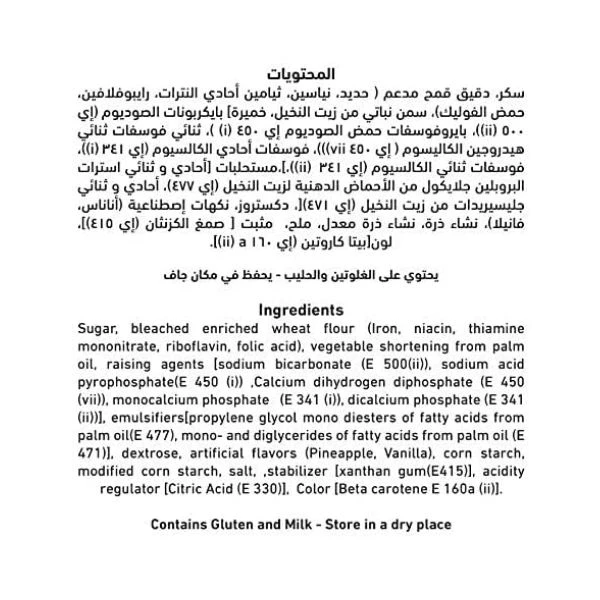 المحتويات
سكر، دقيق قمح مدعم ( حديد، نياسين، ثيامين أحادي النترات، رايبوفلافين،
حمض الفوليك)، سمن نباتي من زيت النخيل، خميرة] بايكربونات الصوديوم (إي
٥٠٠ (ii))، بايروفوسفات حمض الصوديوم إي ٤٥٠ (i) )، ثنائي فوسفات ثنائي
هيدروجين الكاليسوم ( إي ٤٥٠ vii)))، فوسفات أحادي الكالسيوم (إي ٣٤١ (i))،
فوسفات ثنائي الكالسيوم (إي ٣٤١ (ii)).]،مستحلبات [أحادي و ثنائي استرات
البروبلين جلايكول من الأحماض الدهنية لزيت النخيل (إي ٤٧٧)، أحادي و ثنائي
جليسيريدات من زيت النخيل (إي ٤٧١)[، دكستروز، نكهات إصطناعية (أناناس،
فانيلا)، نشاء ذرة، نشاء ذرة معدل، ملح، مثبت [ صمغ الكزنثان (إي ٤١٥)]،
لون[بيتا كاروتين (إي ١٦٠ a (ii)].
يحتوي على الغلوتين والحليب - يحفظ في مكان جاف
Ingredients
Sugar, bleached enriched wheat flour (Iron, niacin, thiamine
mononitrate, riboflavin, folic acid), vegetable shortening from palm
oil, raising agents [sodium bicarbonate (E 500(ii)), sodium acid
pyrophosphate(E 450 (i)) ,Calcium dihydrogen diphosphate (E 450
(vii)), monocalcium phosphate (E 341 (i)), dicalcium phosphate (E 341
(ii))], emulsifiers[propylene glycol mono diesters of fatty acids from
palm oil(E 477), mono- and diglycerides of fatty acids from palm oil (E
471)], dextrose, artificial flavors (Pineapple, Vanilla), corn starch,
modified corn starch, salt, ,stabilizer [xanthan gum(E415)], acidity
regulator [Citric Acid (E 330)], Color [Beta carotene E 160a (ii)].
Contains Gluten and Milk - Store in a dry place